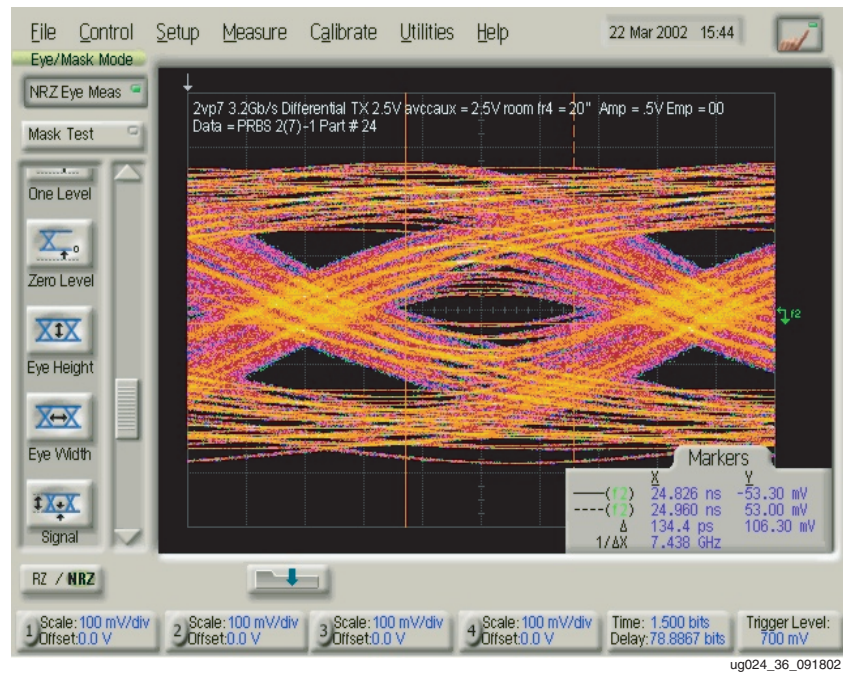 File Control Setup Measure Calibrate Utilities Help 22 Mar 2002 15:44
Eye/Mask Mode
NRZ Eye Meas
Mask Test
One Level
Zero Level
Eye Height
Eye Width
Signal
RZ / NRZ
2vp7 3.2Gb/s Differential TX 2.5V avccaux = 2.5V room fr4 = 20" Amp = .5V Emp = 00
Data = PRBS 2(7)-1 Part # 24
f2
Markers
X Y
——(f2) 24.826 ns -53.30 mV
----(f2) 24.960 ns 53.00 mV
Δ 134.4 ps 106.30 mV
1/ΔX 7.438 GHz
1 Scale: 100 mV/div
Offset:0.0 V
2 Scale: 100 mV/div
Offset:0.0 V
3 Scale: 100 mV/div
Offset:0.0 V
4 Scale: 100 mV/div
Offset:0.0 V
Time: 1.500 bits
Delay:78.8867 bits
Trigger Level:
700 mV
ug024_36_091802